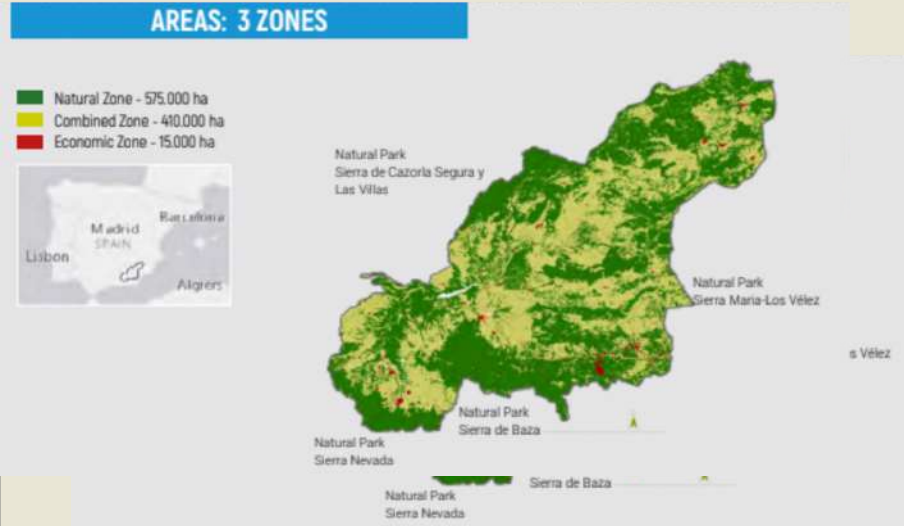 AREAS: 3 ZONES
Natural Zone - 575.000 ha
Combined Zone - 410.000 ha
Economic Zone - 15.000 ha
Natural Park
Sierra de Cazorla Segura y
Las Villas
Barcelona
Madrid
SPAIN
Lisbon
Algiers
Natural Park
Sierra Maria-Los Vélez
s Vélez
Natural Park
Sierra de Baza
Natural Park
Sierra Nevada
Sierra de Baza
Natural Park
Sierra Nevada